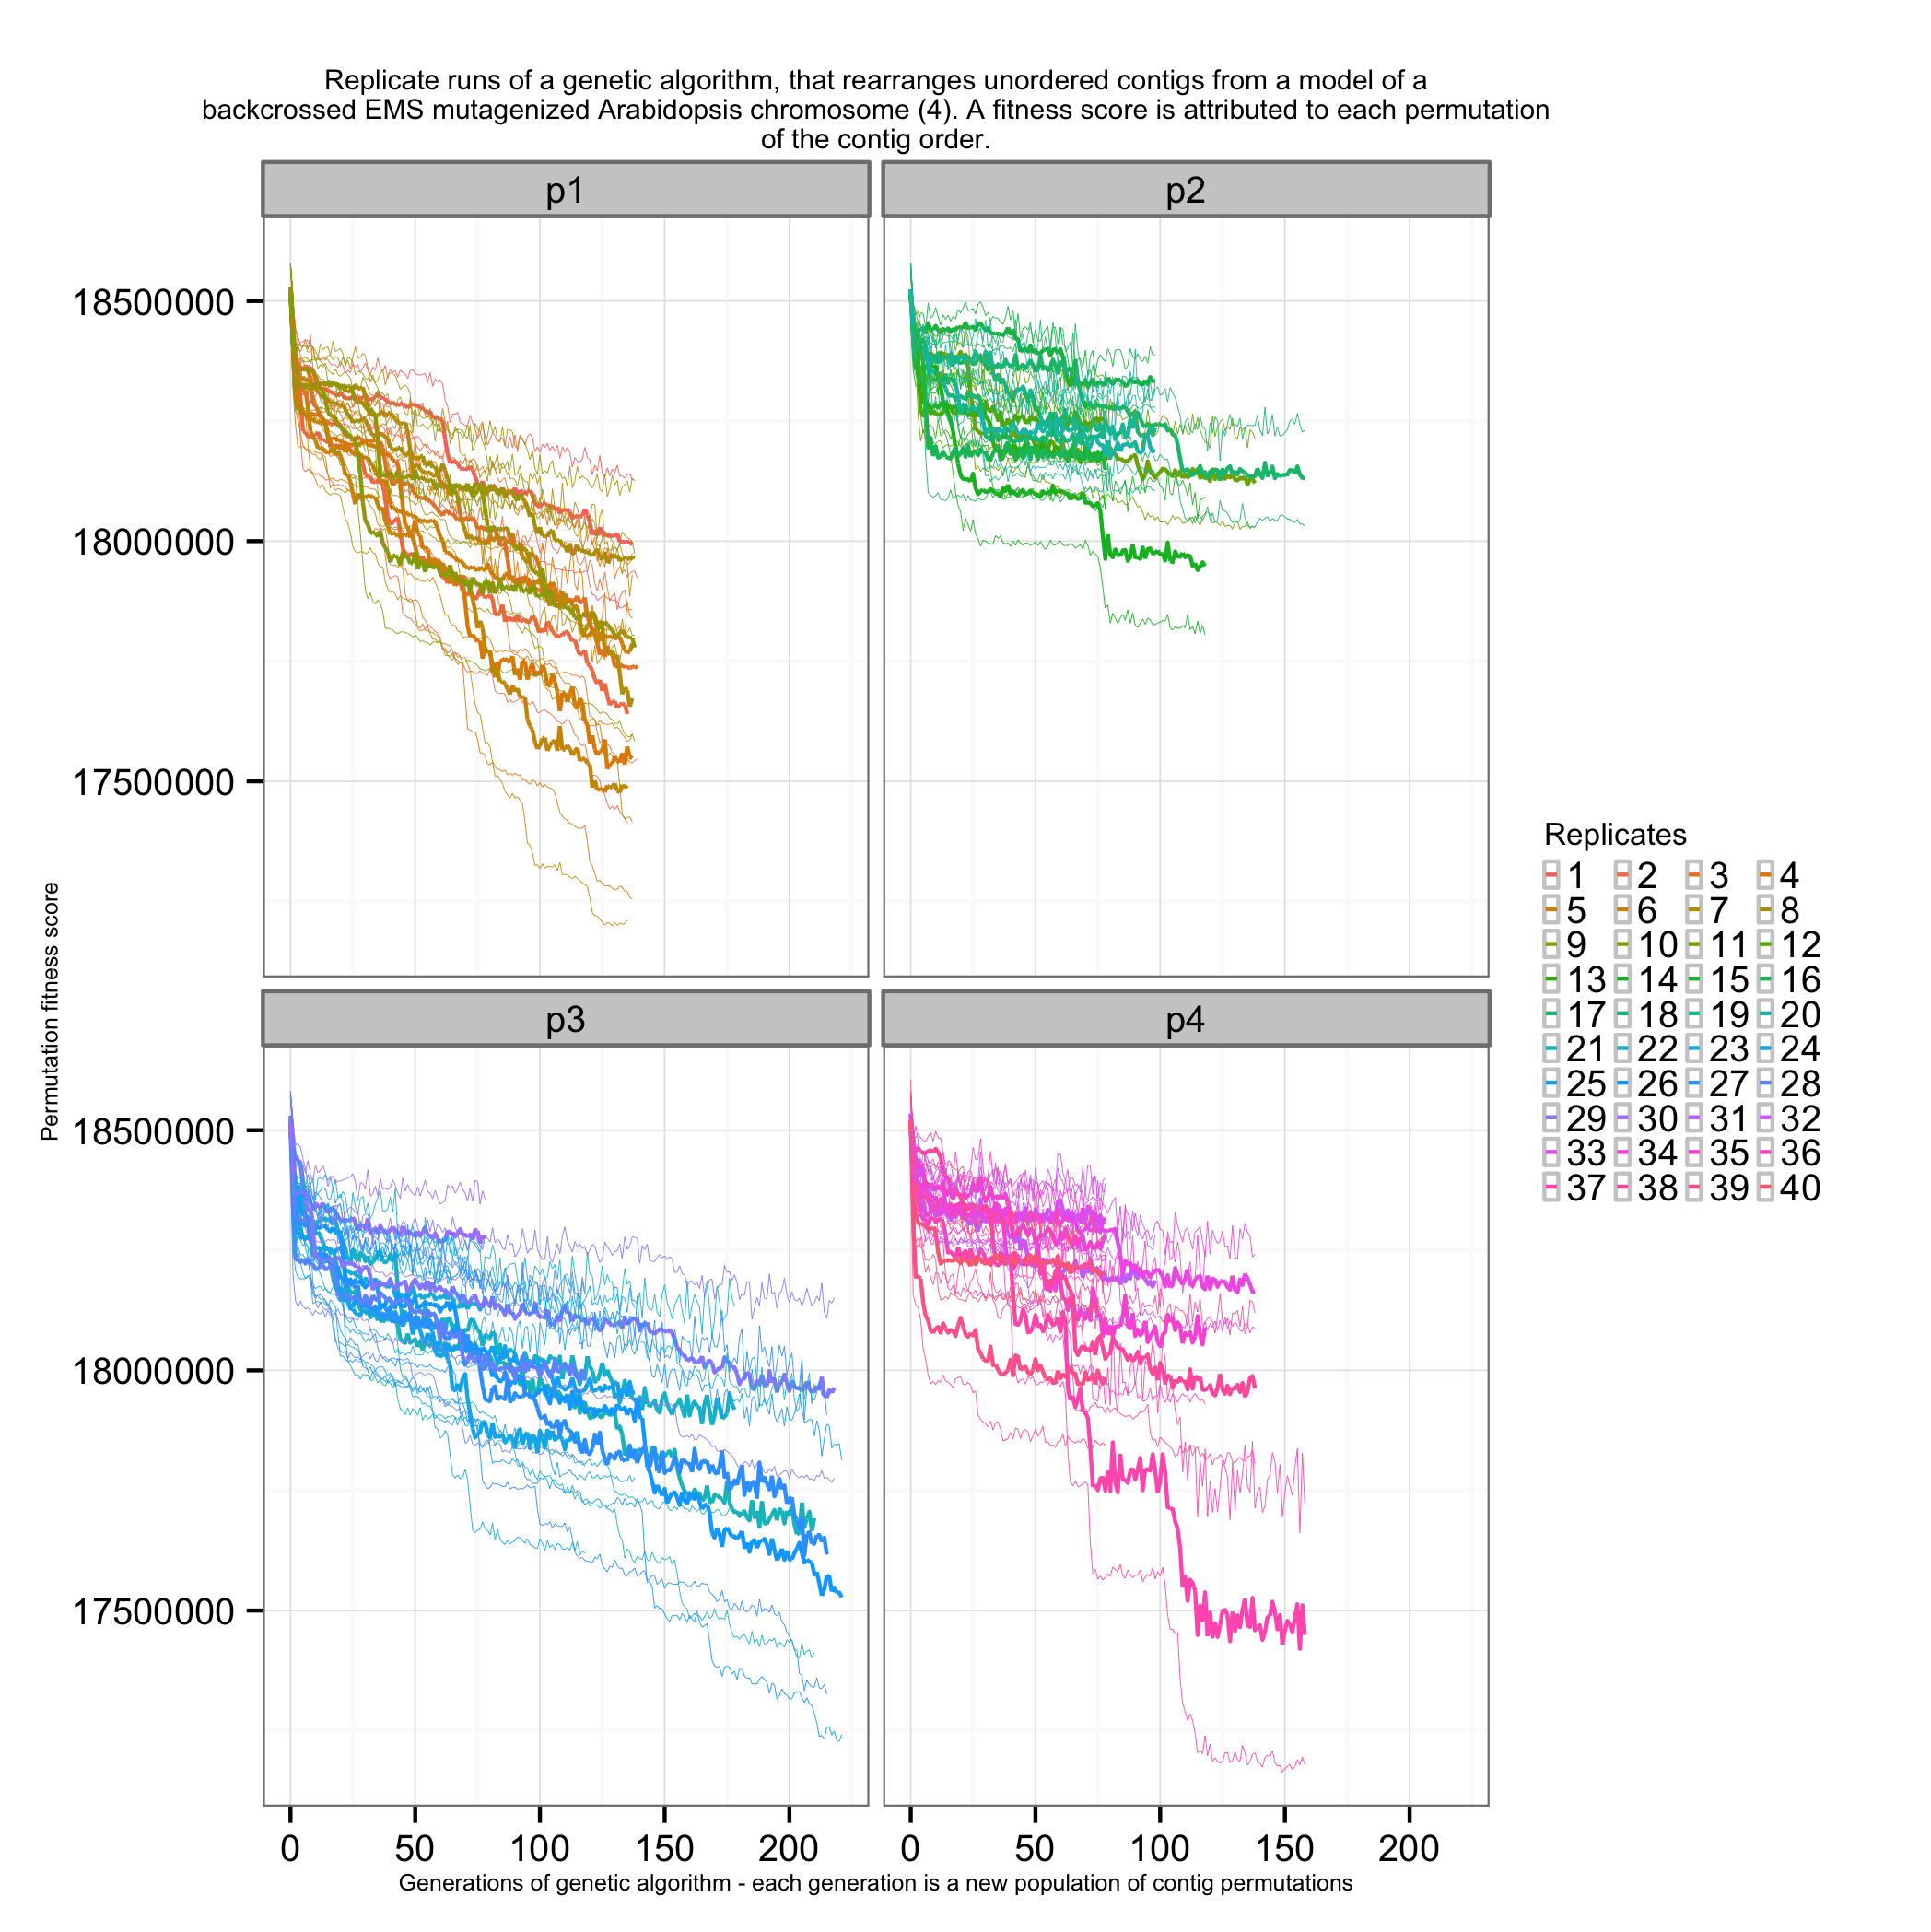 Replicate runs of a genetic algorithm, that rearranges unordered contigs from a model of a
backcrossed EMS mutagenized Arabidopsis chromosome (4). A fitness score is attributed to each permutation
of the contig order.
p1
p2
18500000
18000000
17500000
p3
p4
18500000
18000000
17500000
Permutation fitness score
0 50 100 150 200
0 50 100 150 200
Generations of genetic algorithm - each generation is a new population of contig permutations
Replicates
1 2 3 4
5 6 7 8
9 10 11 12
13 14 15 16
17 18 19 20
21 22 23 24
25 26 27 28
29 30 31 32
33 34 35 36
37 38 39 40